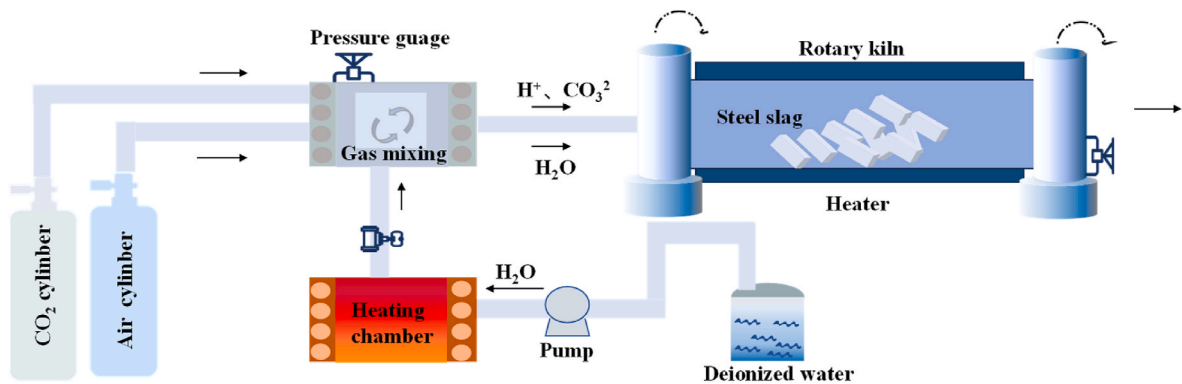 Pressure guage
Rotary kiln
H⁺、CO₃²
Steel slag
Gas mixing
H₂O
Heater
CO₂ cylinber
Air cylinber
H₂O
Heating
chamber
Pump
Deionized water